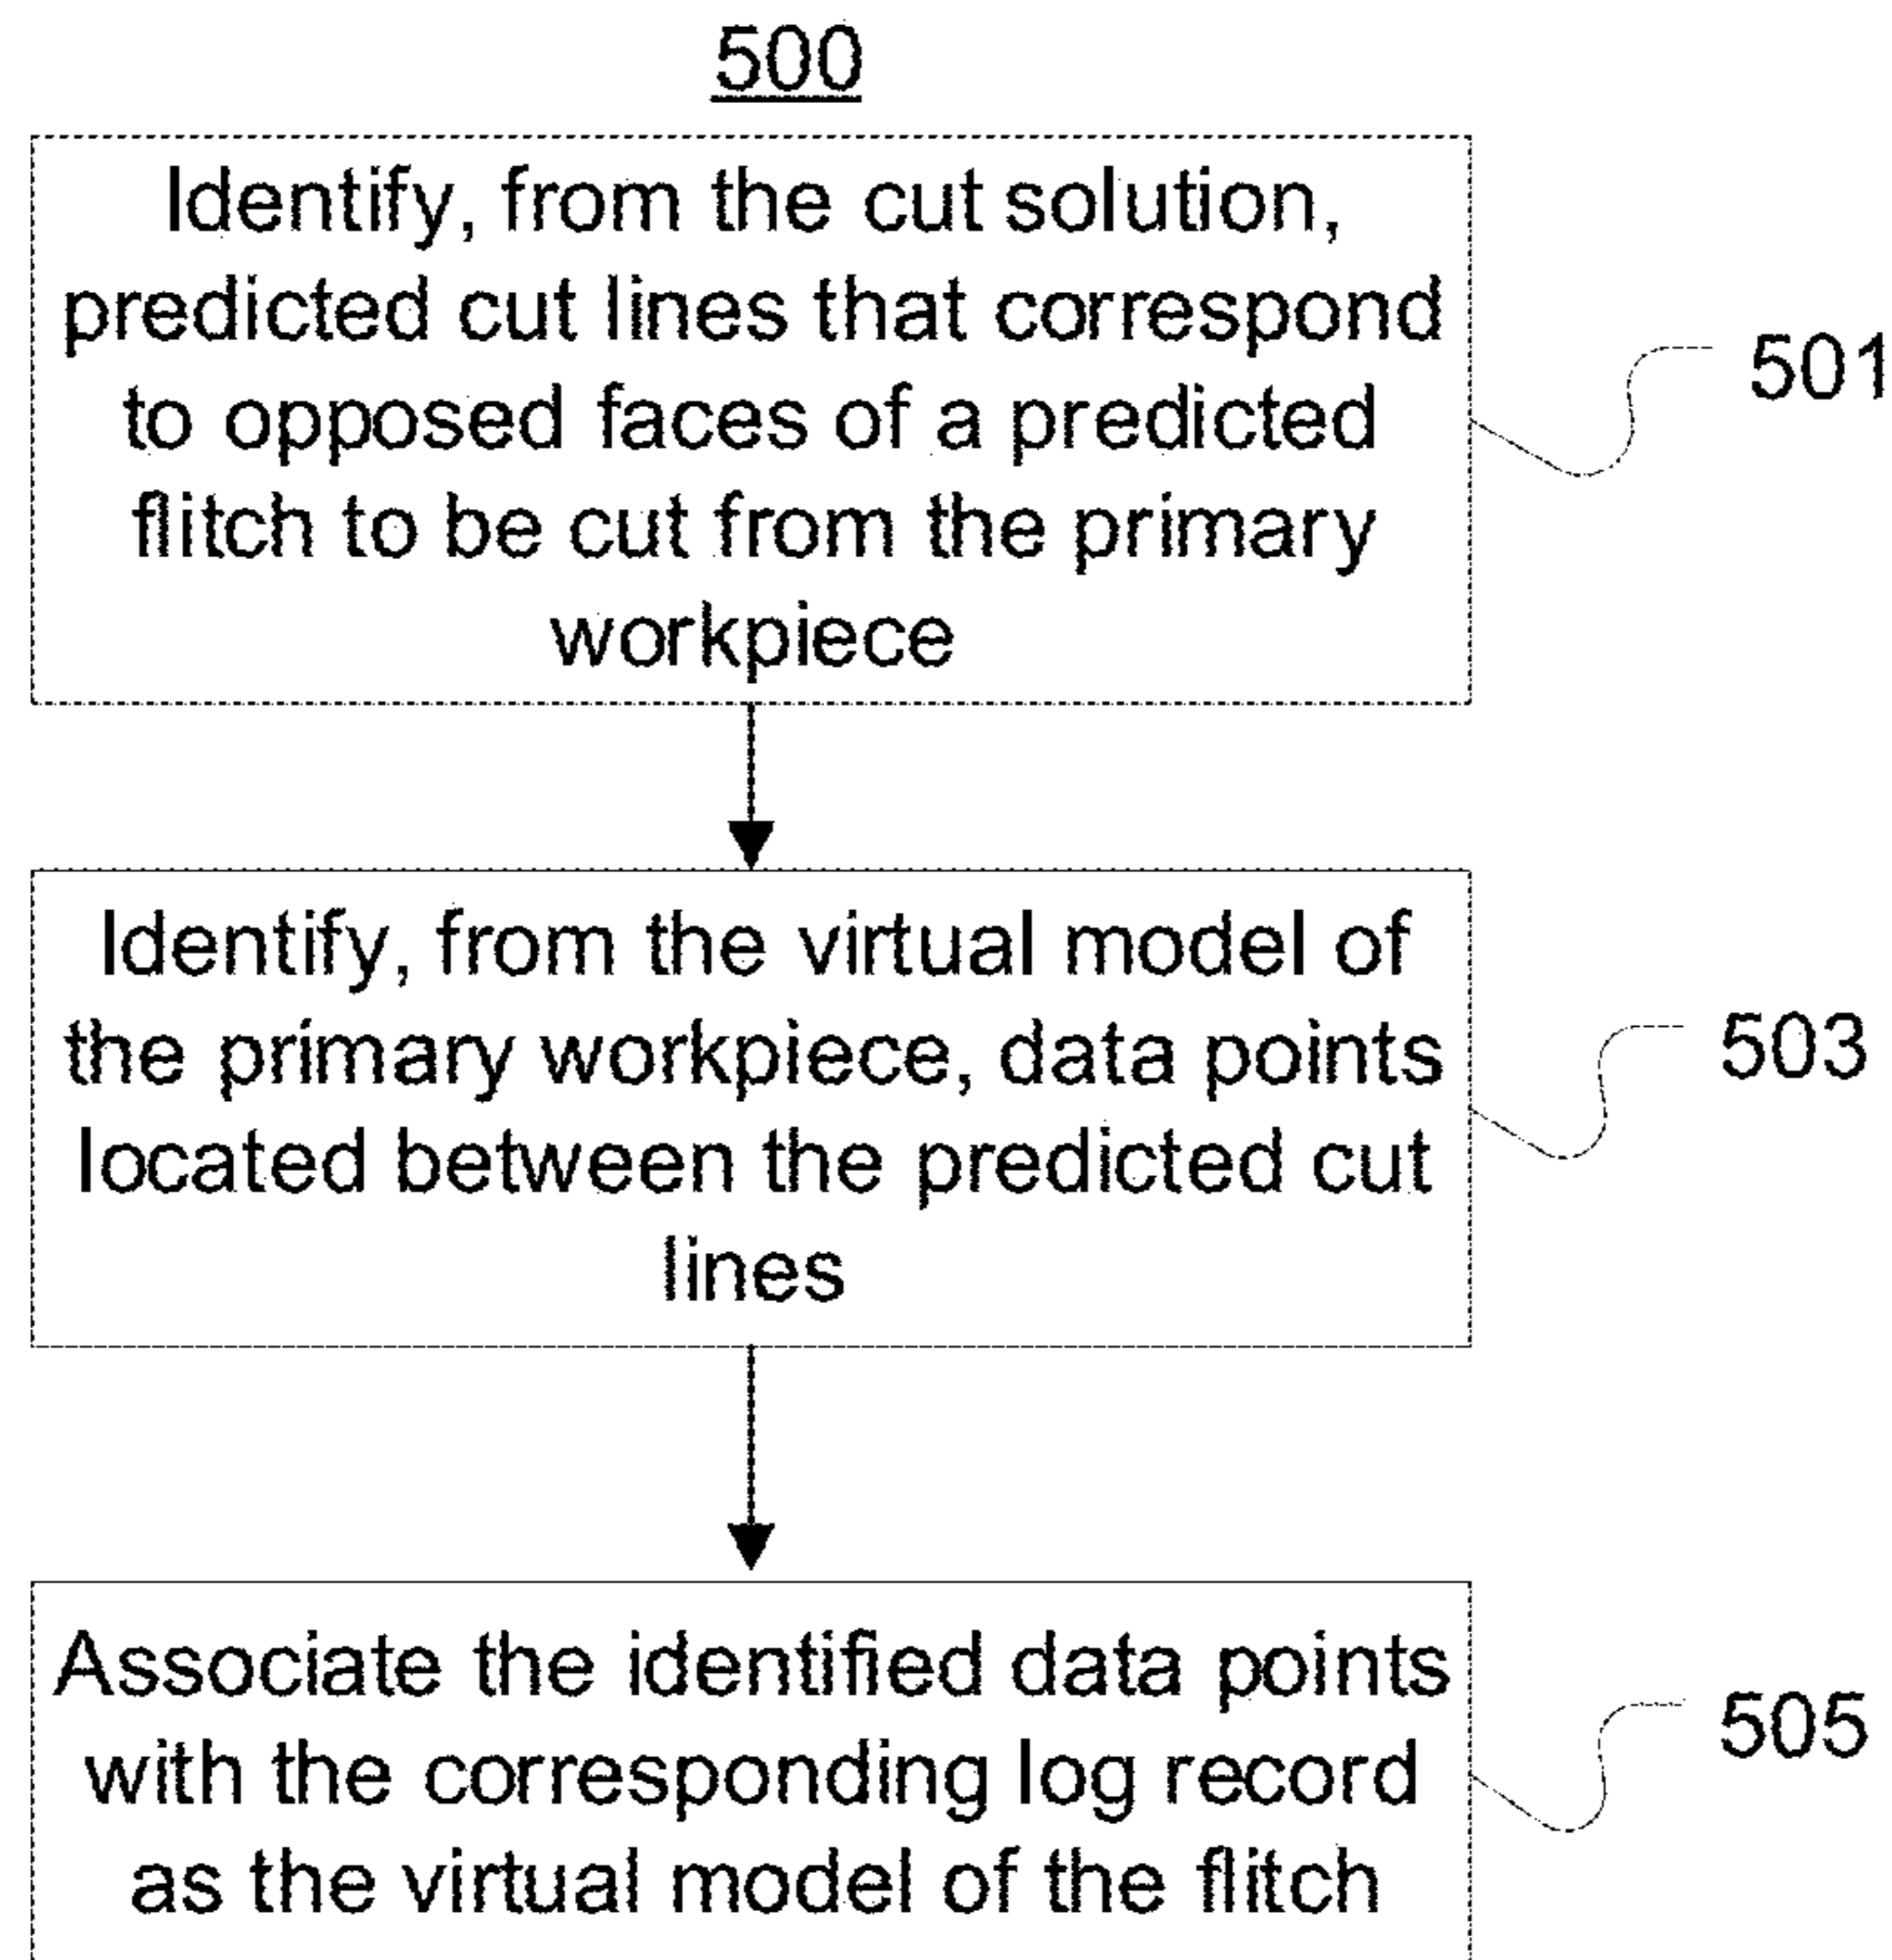 500
Identify, from the cut solution,
predicted cut lines that correspond
to opposed faces of a predicted
flitch to be cut from the primary
workpiece
501
Identify, from the virtual model of
the primary workpiece, data points
located between the predicted cut
lines
503
Associate the identified data points
with the corresponding log record
as the virtual model of the flitch
505